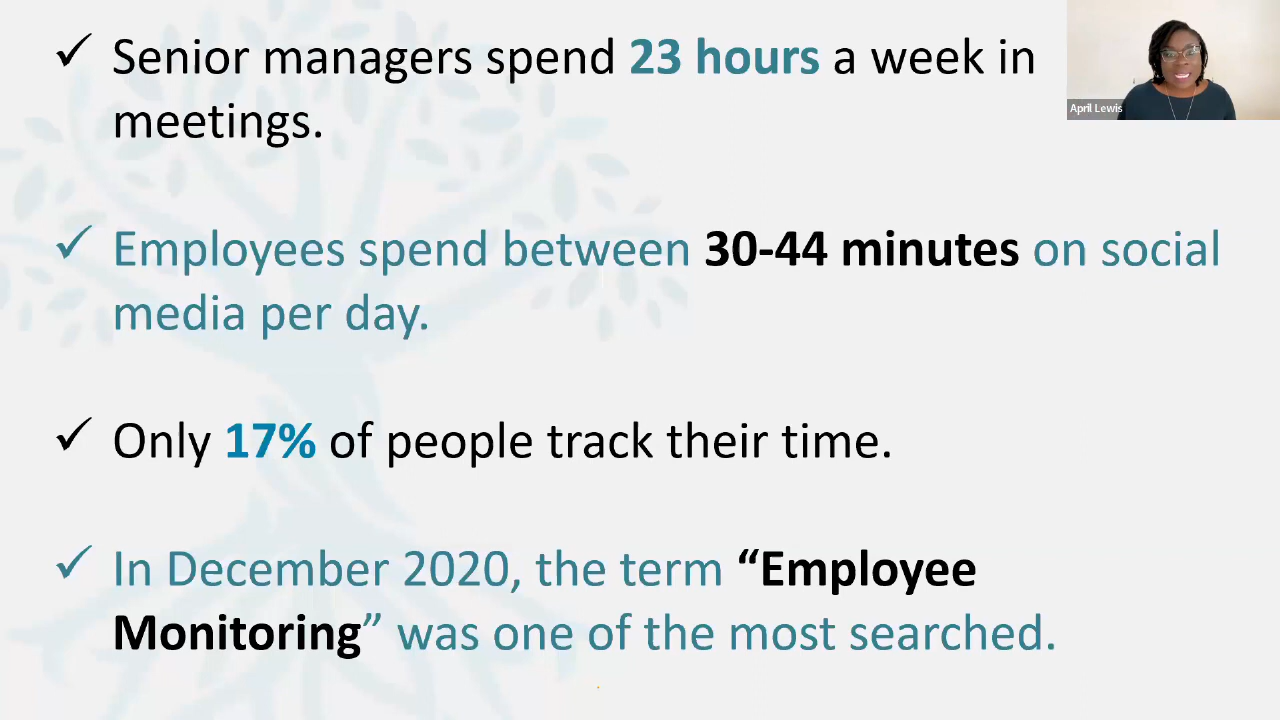 ✓ Senior managers spend 23 hours a week in
meetings.
April Lewis
✓ Employees spend between 30-44 minutes on social
media per day.
✓ Only 17% of people track their time.
✓ In December 2020, the term “Employee
Monitoring” was one of the most searched.